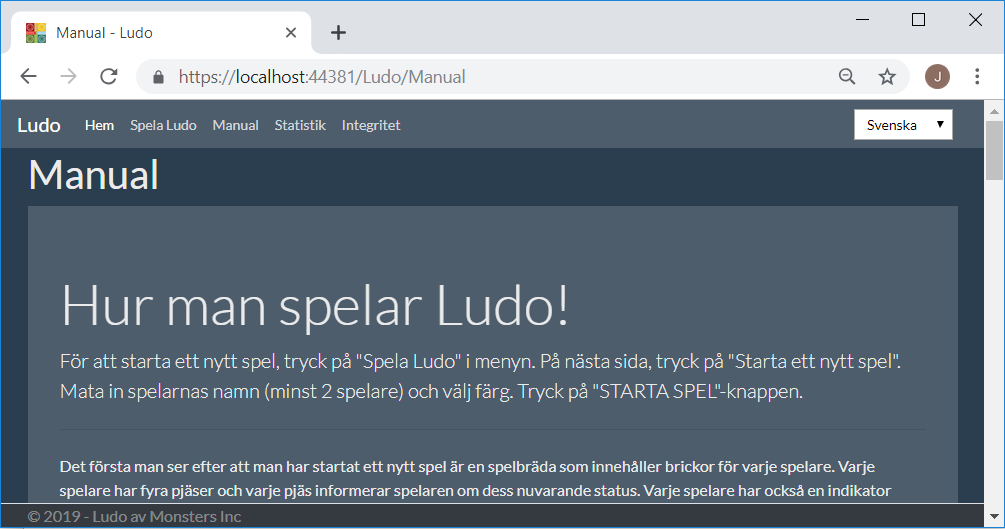 Manual - Ludo
https://localhost:44381/Ludo/Manual
J
Ludo Hem Spela Ludo Manual Statistik Integritet Svenska
Manual
Hur man spelar Ludo!
För att starta ett nytt spel, tryck på "Spela Ludo" i menyn. På nästa sida, tryck på "Starta ett nytt spel".
Mata in spelarnas namn (minst 2 spelare) och välj färg. Tryck på "STARTA SPEL"-knappen.
Det första man ser efter att man har startat ett nytt spel är en spelbräda som innehåller brickor för varje spelare. Varje
spelare har fyra pjäser och varje pjäs informerar spelaren om dess nuvarande status. Varje spelare har också en indikator
© 2019 - Ludo av Monsters Inc